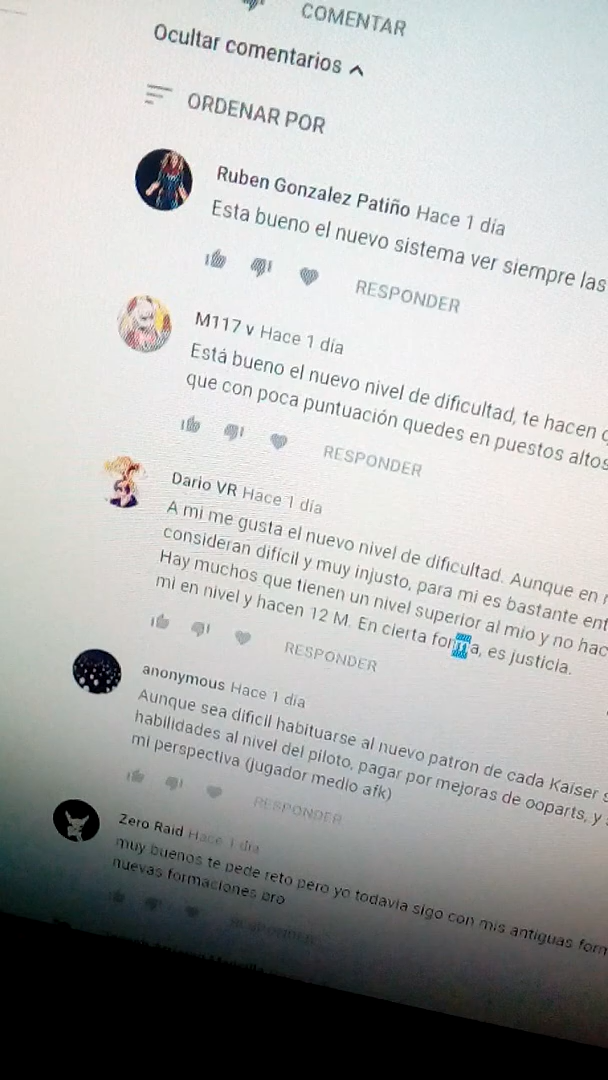 COMENTAR
Ocultar comentarios
ORDENAR POR
Ruben Gonzalez Patiño Hace 1 día
Esta bueno el nuevo sistema ver siempre las
RESPONDER
M117 v Hace 1 día
Está bueno el nuevo nivel de dificultad, te hacen
que con poca puntuación quedes en puestos altos
RESPONDER
Dario VR Hace 1 día
A mi me gusta el nuevo nivel de dificultad. Aunque en
consideran difícil y muy injusto, para mi es bastante ent
Hay muchos que tienen un nivel superior al mio y no hac
mi en nivel y hacen 12 M. En cierta forma, es justicia.
RESPONDER
anonymous Hace 1 día
Aunque sea dificil habituarse al nuevo patron de cada Kaiser s
habilidades al nivel del piloto, pagar por mejoras de ooparts, y
mi perspectiva (jugador medio afk)
RESPONDER
Zero Raid Hace 1 día
muy buenos te pede reto pero yo todavia sigo con mis antiguas form
nuevas formaciones pro
RESPONDER